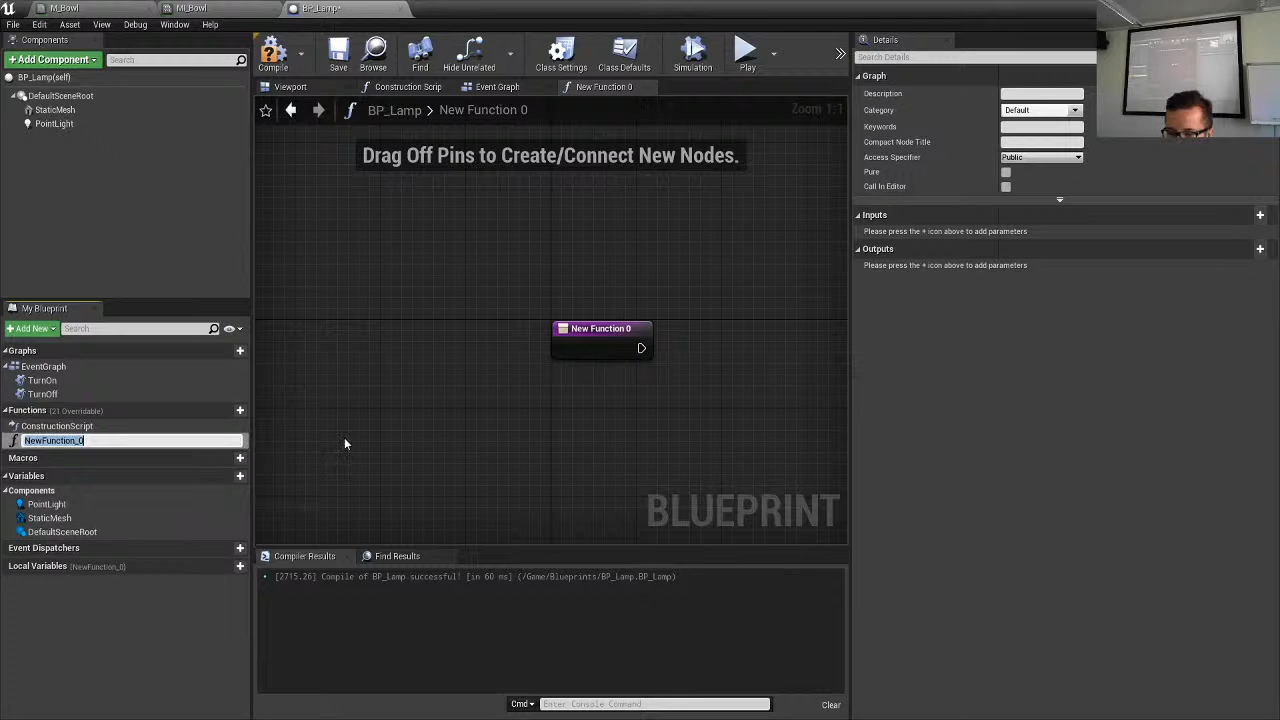 M_Bowl
MI_Bowl
BP_Lamp*
File Edit Asset View Debug Window Help
Components
Details
+ Add Component
Search
Compile
Save
Browse
Find
Hide Unrelated
Class Settings
Class Defaults
Simulation
Play
Search Details
BP_Lamp(self)
DefaultSceneRoot
StaticMesh
PointLight
Viewport
Construction Scrip
Event Graph
New Function 0
BP_Lamp > New Function 0
Zoom 1:1
Drag Off Pins to Create/Connect New Nodes.
Graph
Description
Category
Default
Keywords
Compact Node Title
Access Specifier
Public
Pure
Call In Editor
Inputs
Please press the + icon above to add parameters
Outputs
Please press the + icon above to add parameters
New Function 0
My Blueprint
+ Add New
Search
Graphs
EventGraph
TurnOn
TurnOff
Functions (21 Overridable)
ConstructionScript
NewFunction_0
Macros
Variables
Components
PointLight
StaticMesh
DefaultSceneRoot
Event Dispatchers
Local Variables (NewFunction_0)
BLUEPRINT
Compiler Results
Find Results
[2715.26] Compile of BP_Lamp successful! [in 60 ms] (/Game/Blueprints/BP_Lamp.BP_Lamp)
Cmd
Enter Console Command
Clear